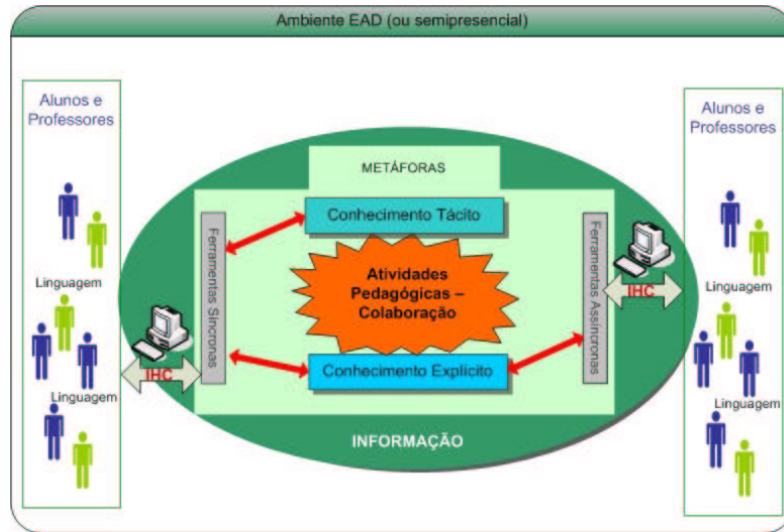 Ambiente EAD (ou semipresencial)
Alunos e
Professores
Linguagem
Linguagem
IHC
Ferramentas Síncronas
METÁFORAS
Conhecimento Tácito
Atividades
Pedagógicas –
Colaboração
Conhecimento Explícito
INFORMAÇÃO
Ferramentas Assíncronas
IHC
Alunos e
Professores
Linguagem
Linguagem